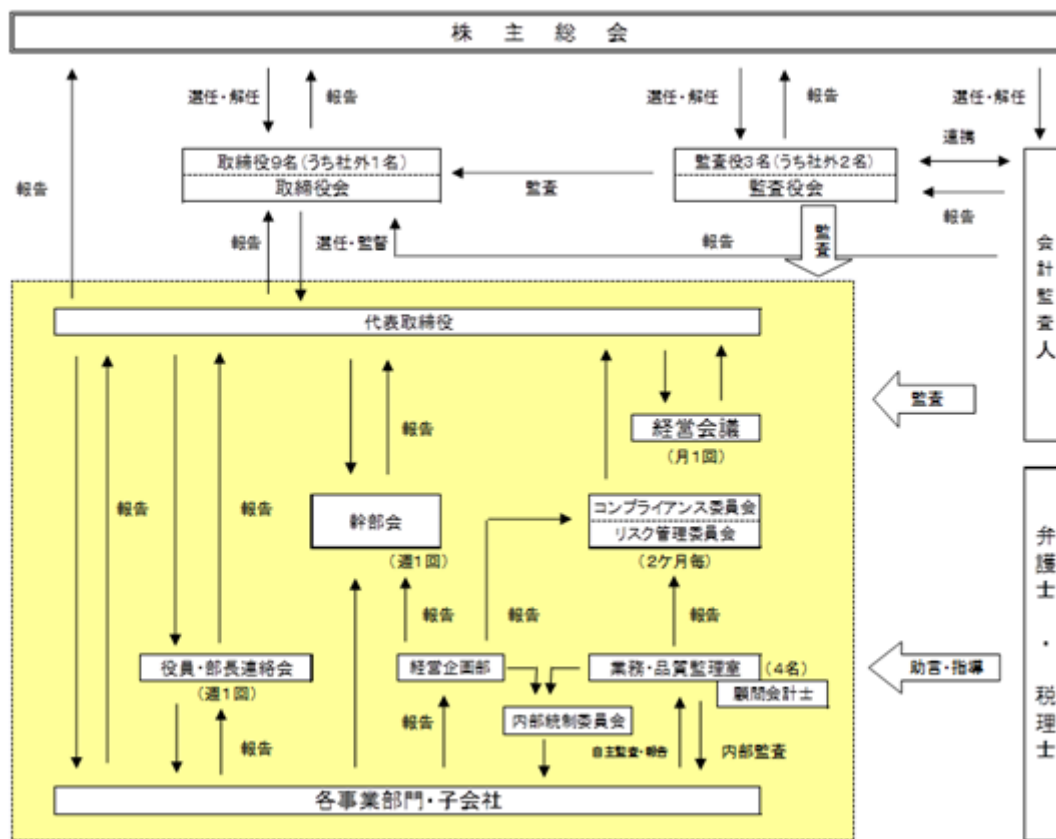 株主総会
選任・解任
報告
選任・解任
報告
選任・解任
連携
取締役9名(うち社外1名)
取締役会
監査役3名(うち社外2名)
監査役会
報告
監査
報告
報告
選任・監督
報告
監査
会計監査人
代表取締役
監査
経営会議
(月1回)
報告
報告
報告
幹部会
(週1回)
コンプライアンス委員会
リスク管理委員会
(2ケ月毎)
弁護士・税理士
報告
報告
報告
役員・部長連絡会
(週1回)
経営企画部
業務・品質監理室
(4名)
顧問会計士
助言・指導
内部統制委員会
報告
報告
自主監査・報告
内部監査
各事業部門・子会社